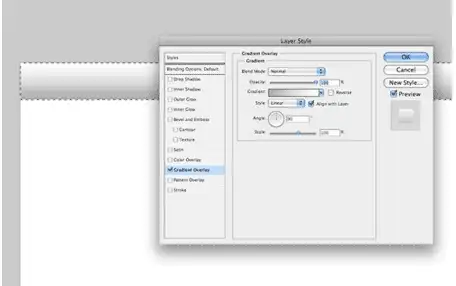 Layer Style
Styles
Blending Options: Default
Drop Shadow
Inner Shadow
Outer Glow
Inner Glow
Bevel and Emboss
Contour
Texture
Satin
Color Overlay
Gradient Overlay
Pattern Overlay
Stroke
Gradient Overlay
Gradient
Blend Mode: Normal
Opacity: 100 %
Gradient: Reverse
Style: Linear Align with Layer
Angle: 90 °
Scale: 100 %
OK
Cancel
New Style...
Preview